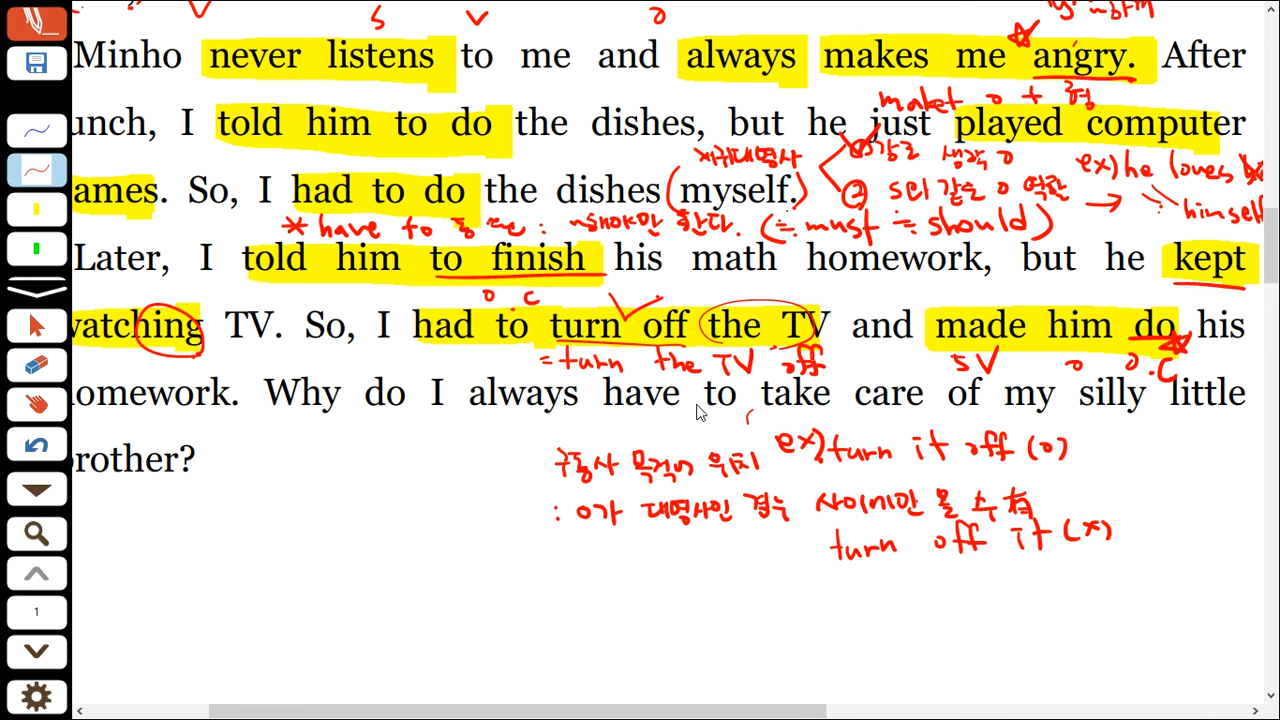 S V O
Minho never listens to me and always makes me angry. After
make+ O + 형
unch, I told him to do the dishes, but he just played computer
재귀대명사 ① 강조 생략 O ex) he loves
ames. So, I had to do the dishes (myself.) ② S랑 같은 O 역할 → himself
* have to 동원 : ~해야만 한다. (≒ must ≒ should)
Later, I told him to finish his math homework, but he kept
O O.C
watching TV. So, I had to turn off the TV and made him do his
= turn the TV off 5V O O.C
omework. Why do I always have to take care of my silly little
구동사 목적어 위치 ex) turn it off (O)
rother?
: O가 대명사인 경우 사이에만 올 수 有
turn off it (X)
1